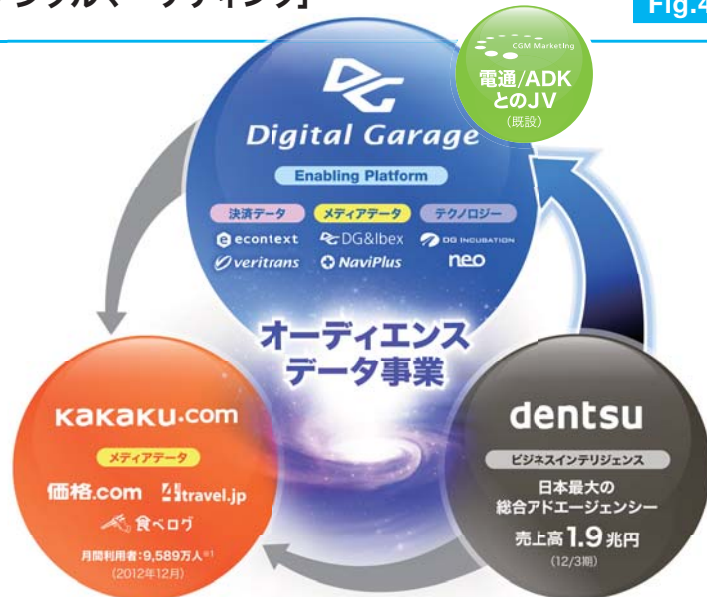 Fig.4
CGM Marketing
電通/ADK
とのJV
（既設）
DG
Digital Garage
Enabling Platform
決済データ メディアデータ テクノロジー
econtext DG&Ibex DG INCUBATION
veritrans NaviPlus neo
オーディエンス
データ事業
kakaku.com
メディアデータ
価格.com 4travel.jp
食べログ
月間利用者:9,589万人※1
(2012年12月)
dentsu
ビジネスインテリジェンス
日本最大の
総合アドエージェンシー
売上高1.9兆円
(12/3期)